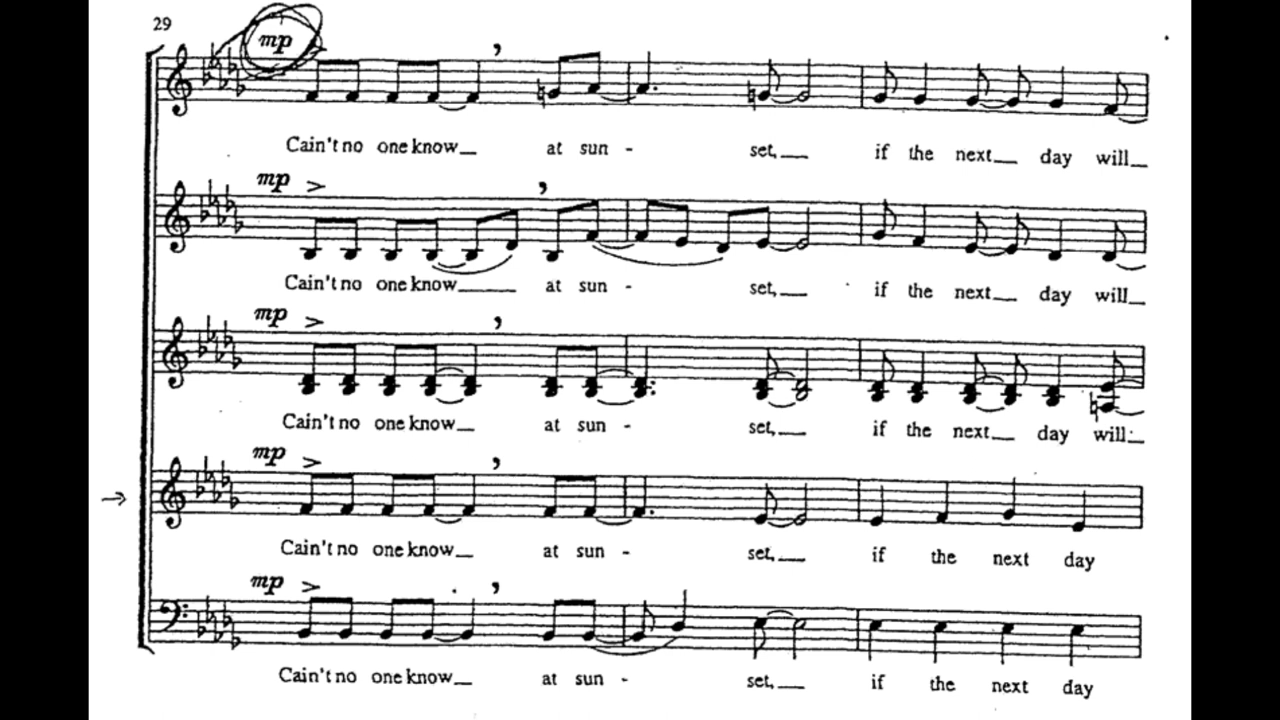 29
mp
Cain't no one know at sun - set, if the next day will
mp
Cain't no one know at sun - set, if the next day will
mp
Cain't no one know at sun - set, if the next day will
mp
Cain't no one know at sun - set, if the next day
mp
Cain't no one know at sun - set, if the next day